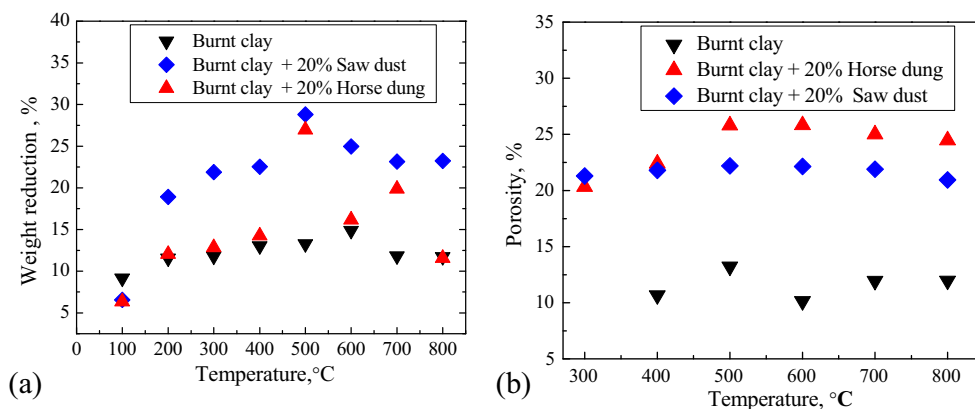 40
35
30
25
20
15
10
5
Weight reduction , %
Burnt clay
Burnt clay + 20% Saw dust
Burnt clay + 20% Horse dung
0 100 200 300 400 500 600 700 800
Temperature,°C
(a)
35
30
25
20
15
10
5
Porosity, %
Burnt clay
Burnt clay + 20% Horse dung
Burnt clay + 20% Saw dust
300 400 500 600 700 800
Temperature, °C
(b)